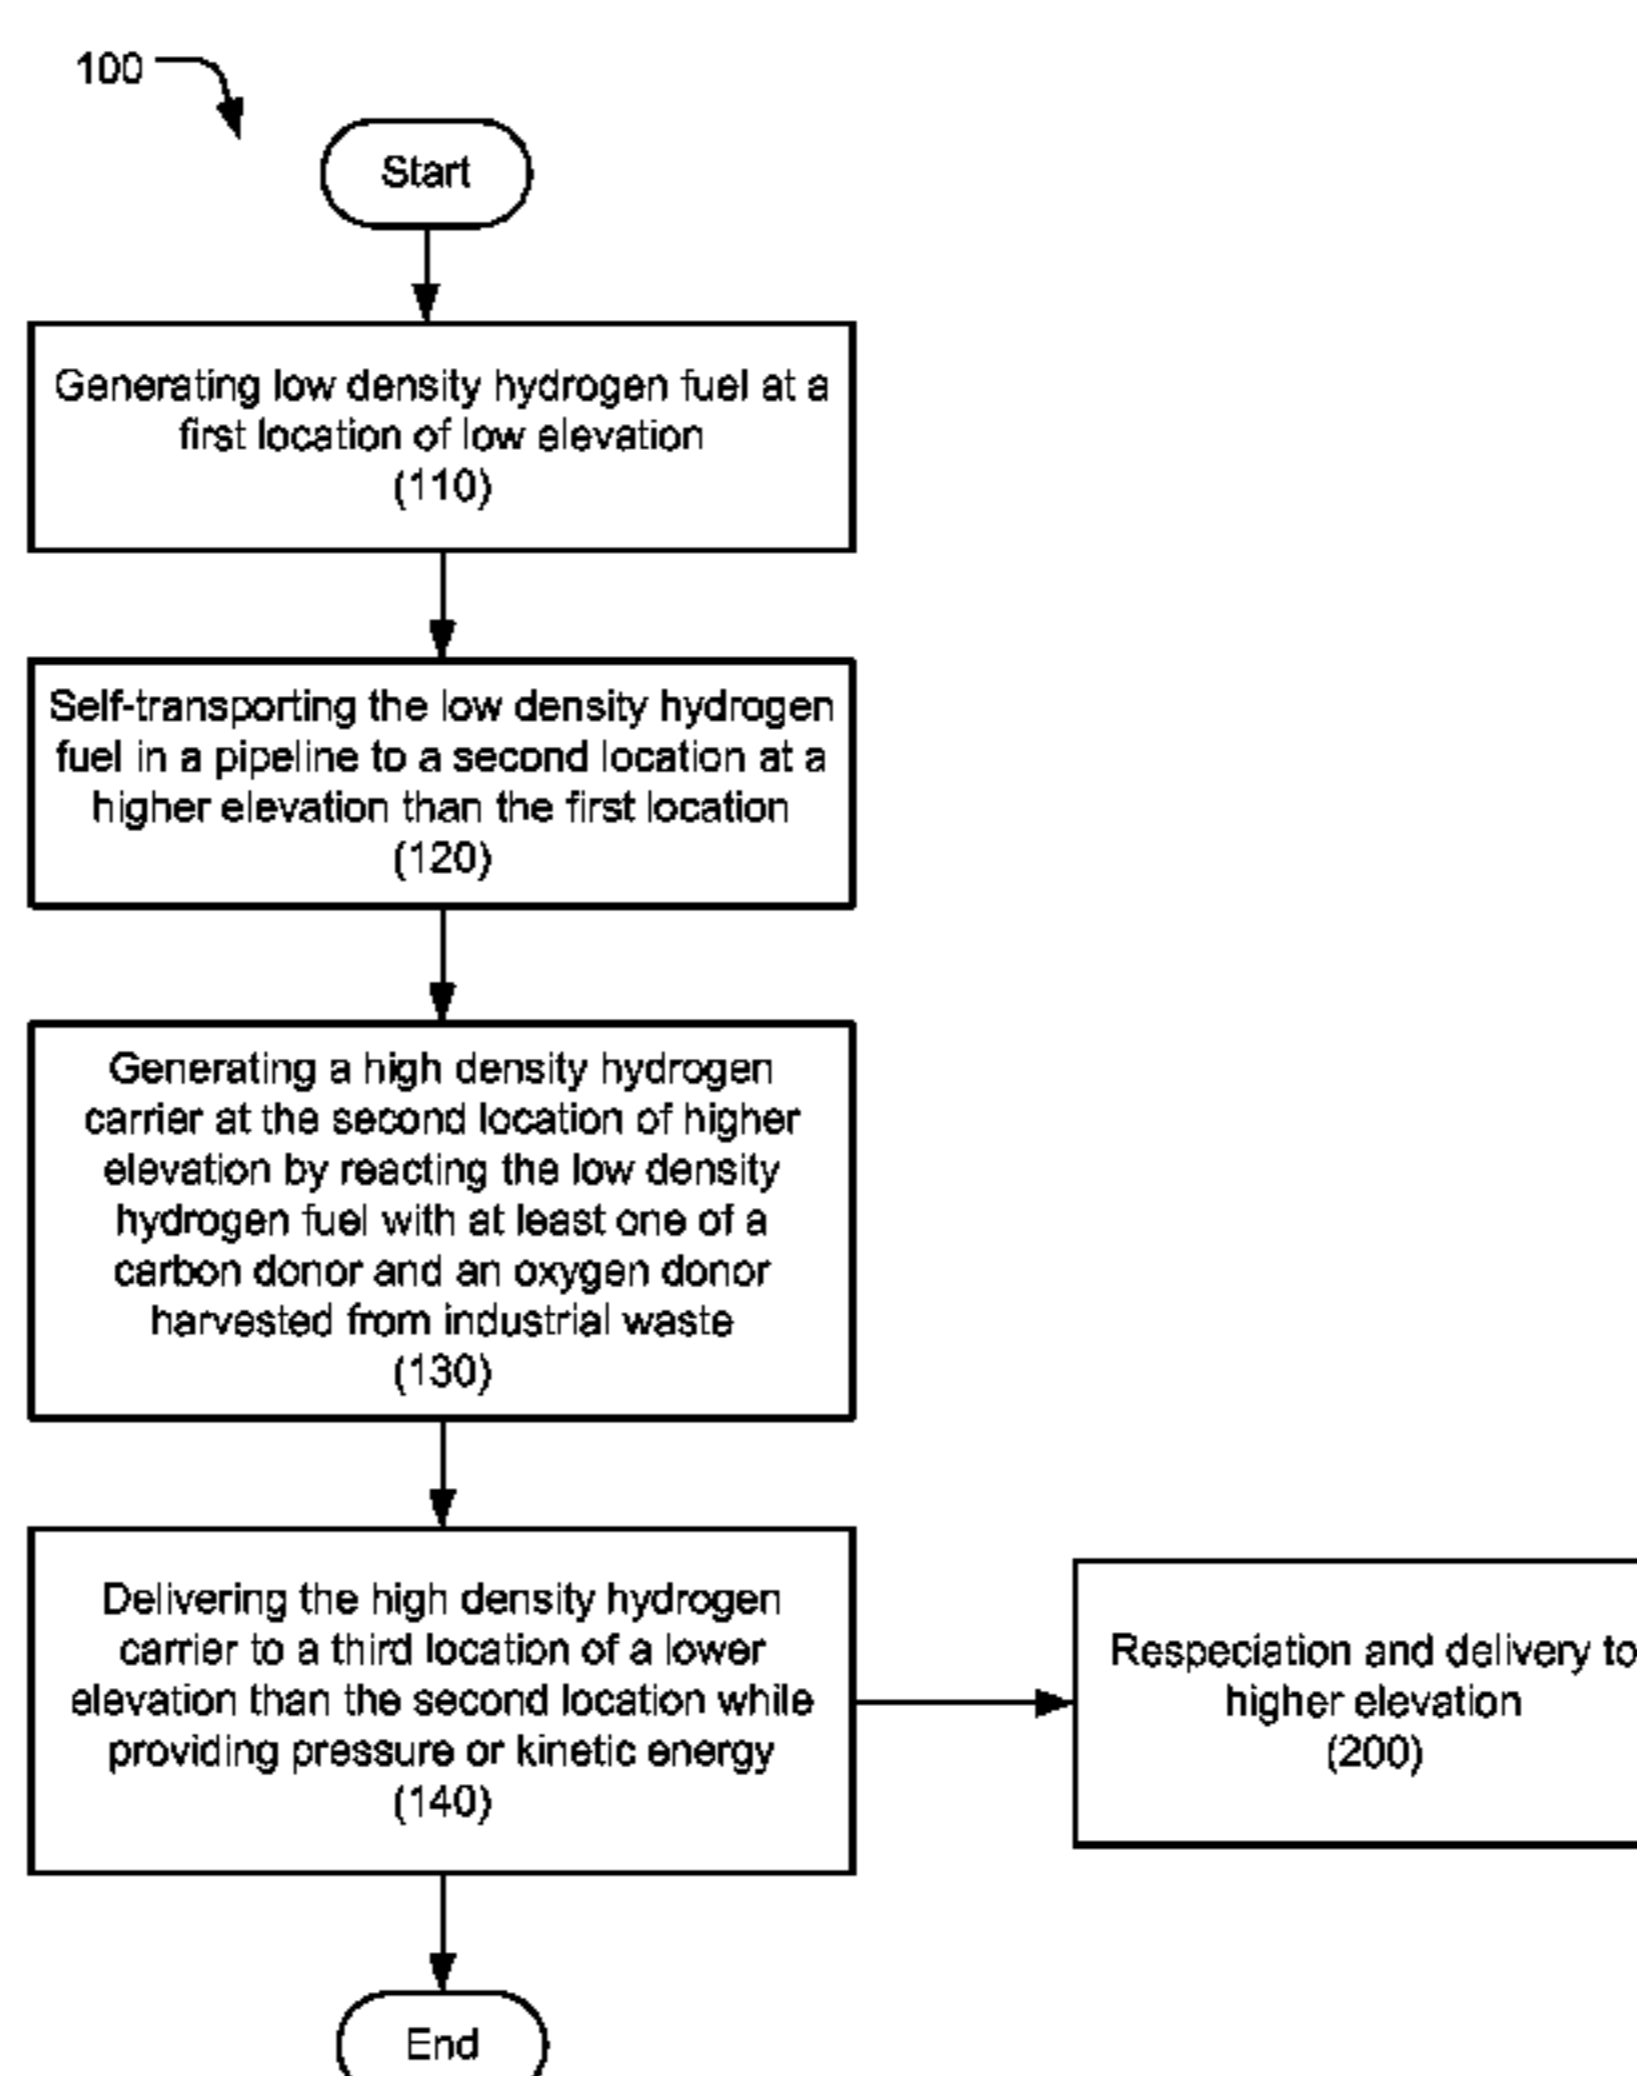 100
Start
Generating low density hydrogen fuel at a
first location of low elevation
(110)
Self-transporting the low density hydrogen
fuel in a pipeline to a second location at a
higher elevation than the first location
(120)
Generating a high density hydrogen
carrier at the second location of higher
elevation by reacting the low density
hydrogen fuel with at least one of a
carbon donor and an oxygen donor
harvested from industrial waste
(130)
Delivering the high density hydrogen
carrier to a third location of a lower
elevation than the second location while
providing pressure or kinetic energy
(140)
Respeciation and delivery to
higher elevation
(200)
End